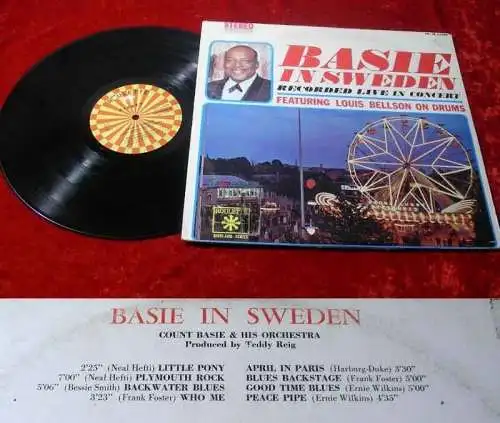 STEREO
BASIE
IN SWEDEN
RECORDED LIVE IN CONCERT
FEATURING LOUIS BELLSON ON DRUMS
ROULETTE
BASIE IN SWEDEN
COUNT BASIE & HIS ORCHESTRA
Produced by Teddy Reig
2'25" (Neal Hefti) LITTLE PONY
7'00" (Neal Hefti) PLYMOUTH ROCK
5'06" (Bessie Smith) BACKWATER BLUES
3'23" (Frank Foster) WHO ME
APRIL IN PARIS (Harburg-Duke) 3'30"
BLUES BACKSTAGE (Frank Foster) 5'00"
GOOD TIME BLUES (Ernie Wilkins) 5'00"
PEACE PIPE (Ernie Wilkins) 4'35"